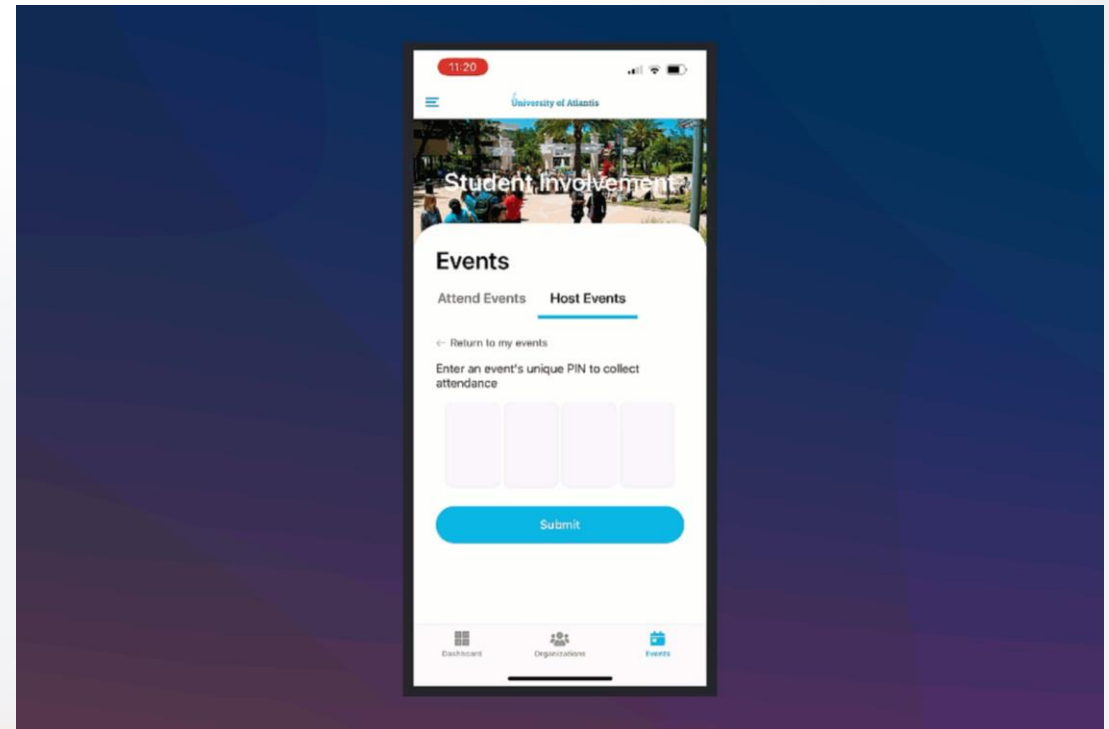 11:20
University of Atlantis
Student Involvement
Events
Attend Events Host Events
← Return to my events
Enter an event's unique PIN to collect
attendance
Submit
Dashboard Organizations Events